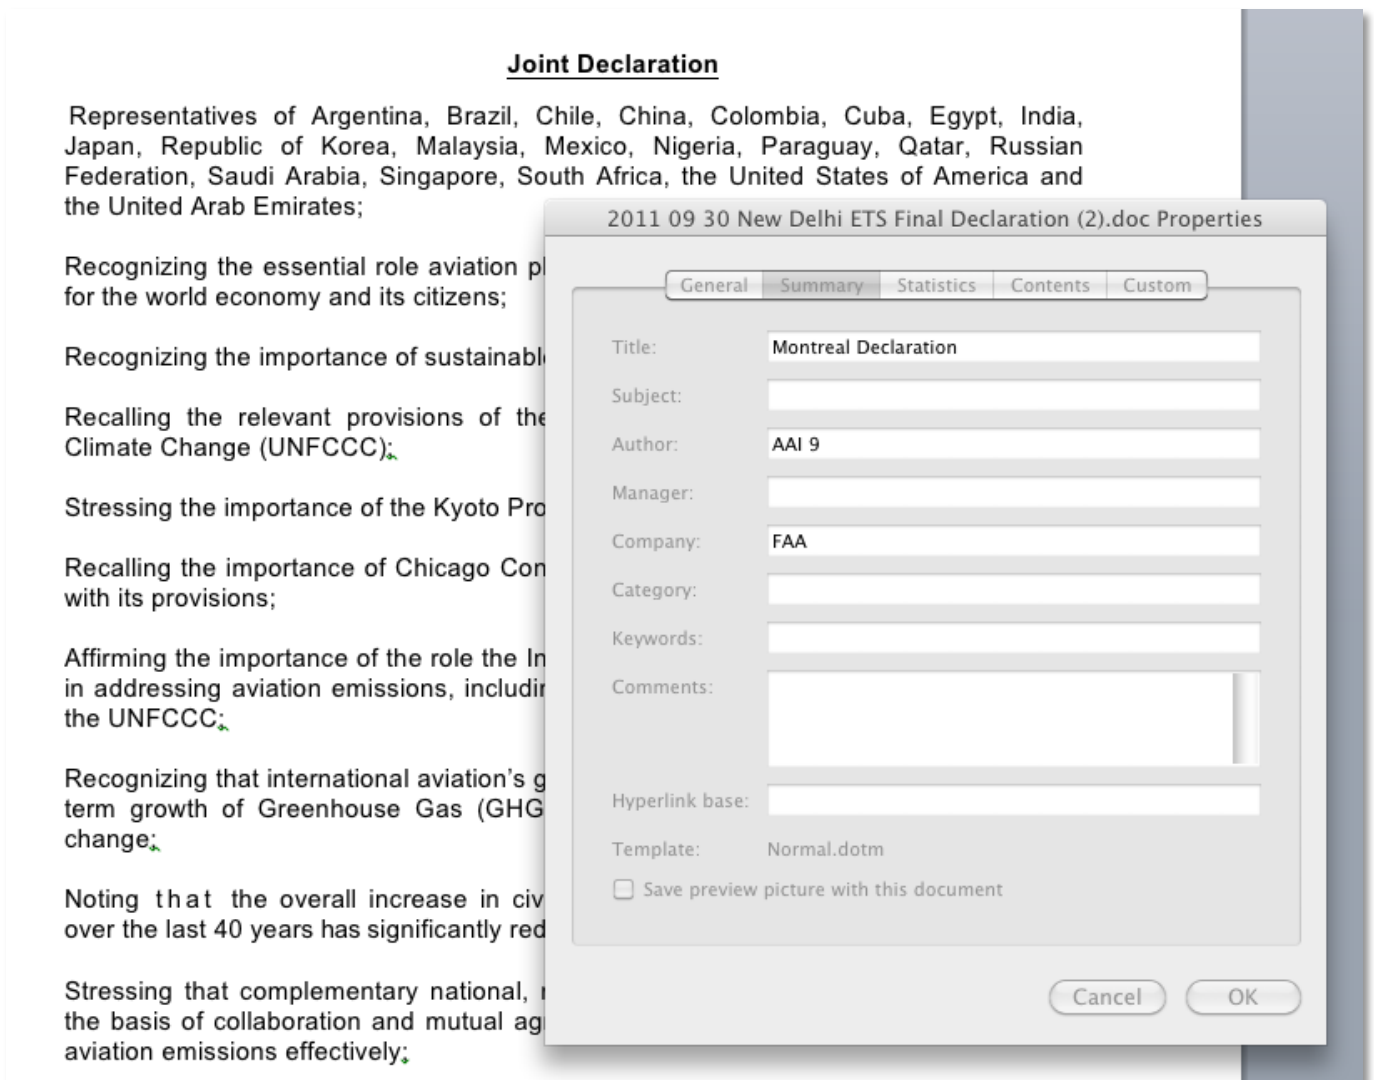 Joint Declaration
Representatives of Argentina, Brazil, Chile, China, Colombia, Cuba, Egypt, India,
Japan, Republic of Korea, Malaysia, Mexico, Nigeria, Paraguay, Qatar, Russian
Federation, Saudi Arabia, Singapore, South Africa, the United States of America and
the United Arab Emirates;
Recognizing the essential role aviation pl
for the world economy and its citizens;
Recognizing the importance of sustainabl
Recalling the relevant provisions of the
Climate Change (UNFCCC);
Stressing the importance of the Kyoto Pro
Recalling the importance of Chicago Con
with its provisions;
Affirming the importance of the role the In
in addressing aviation emissions, includin
the UNFCCC;
Recognizing that international aviation's g
term growth of Greenhouse Gas (GHG
change;
Noting that the overall increase in civ
over the last 40 years has significantly red
Stressing that complementary national,
the basis of collaboration and mutual ag
aviation emissions effectively;
2011 09 30 New Delhi ETS Final Declaration (2).doc Properties
General Summary Statistics Contents Custom
Title: Montreal Declaration
Subject:
Author: AAI 9
Manager:
Company: FAA
Category:
Keywords:
Comments:
Hyperlink base:
Template: Normal.dotm
Save preview picture with this document
Cancel OK